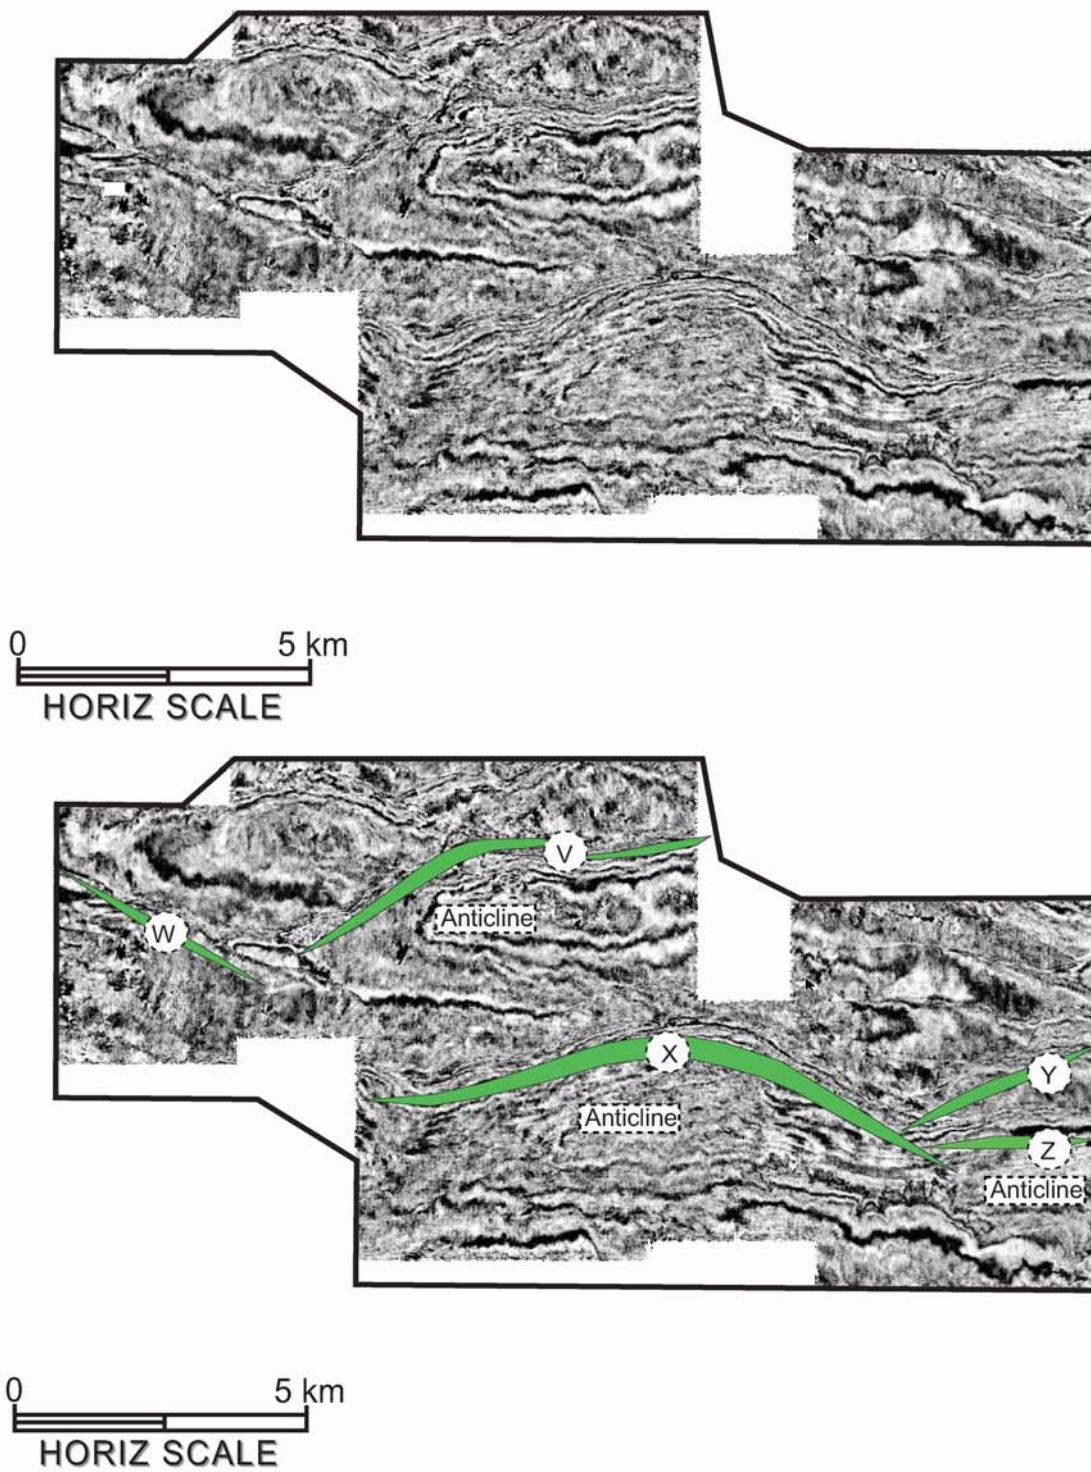 0 5 km
HORIZ SCALE
V
Anticline
W
X
Y
Anticline
Z
Anticline
0 5 km
HORIZ SCALE